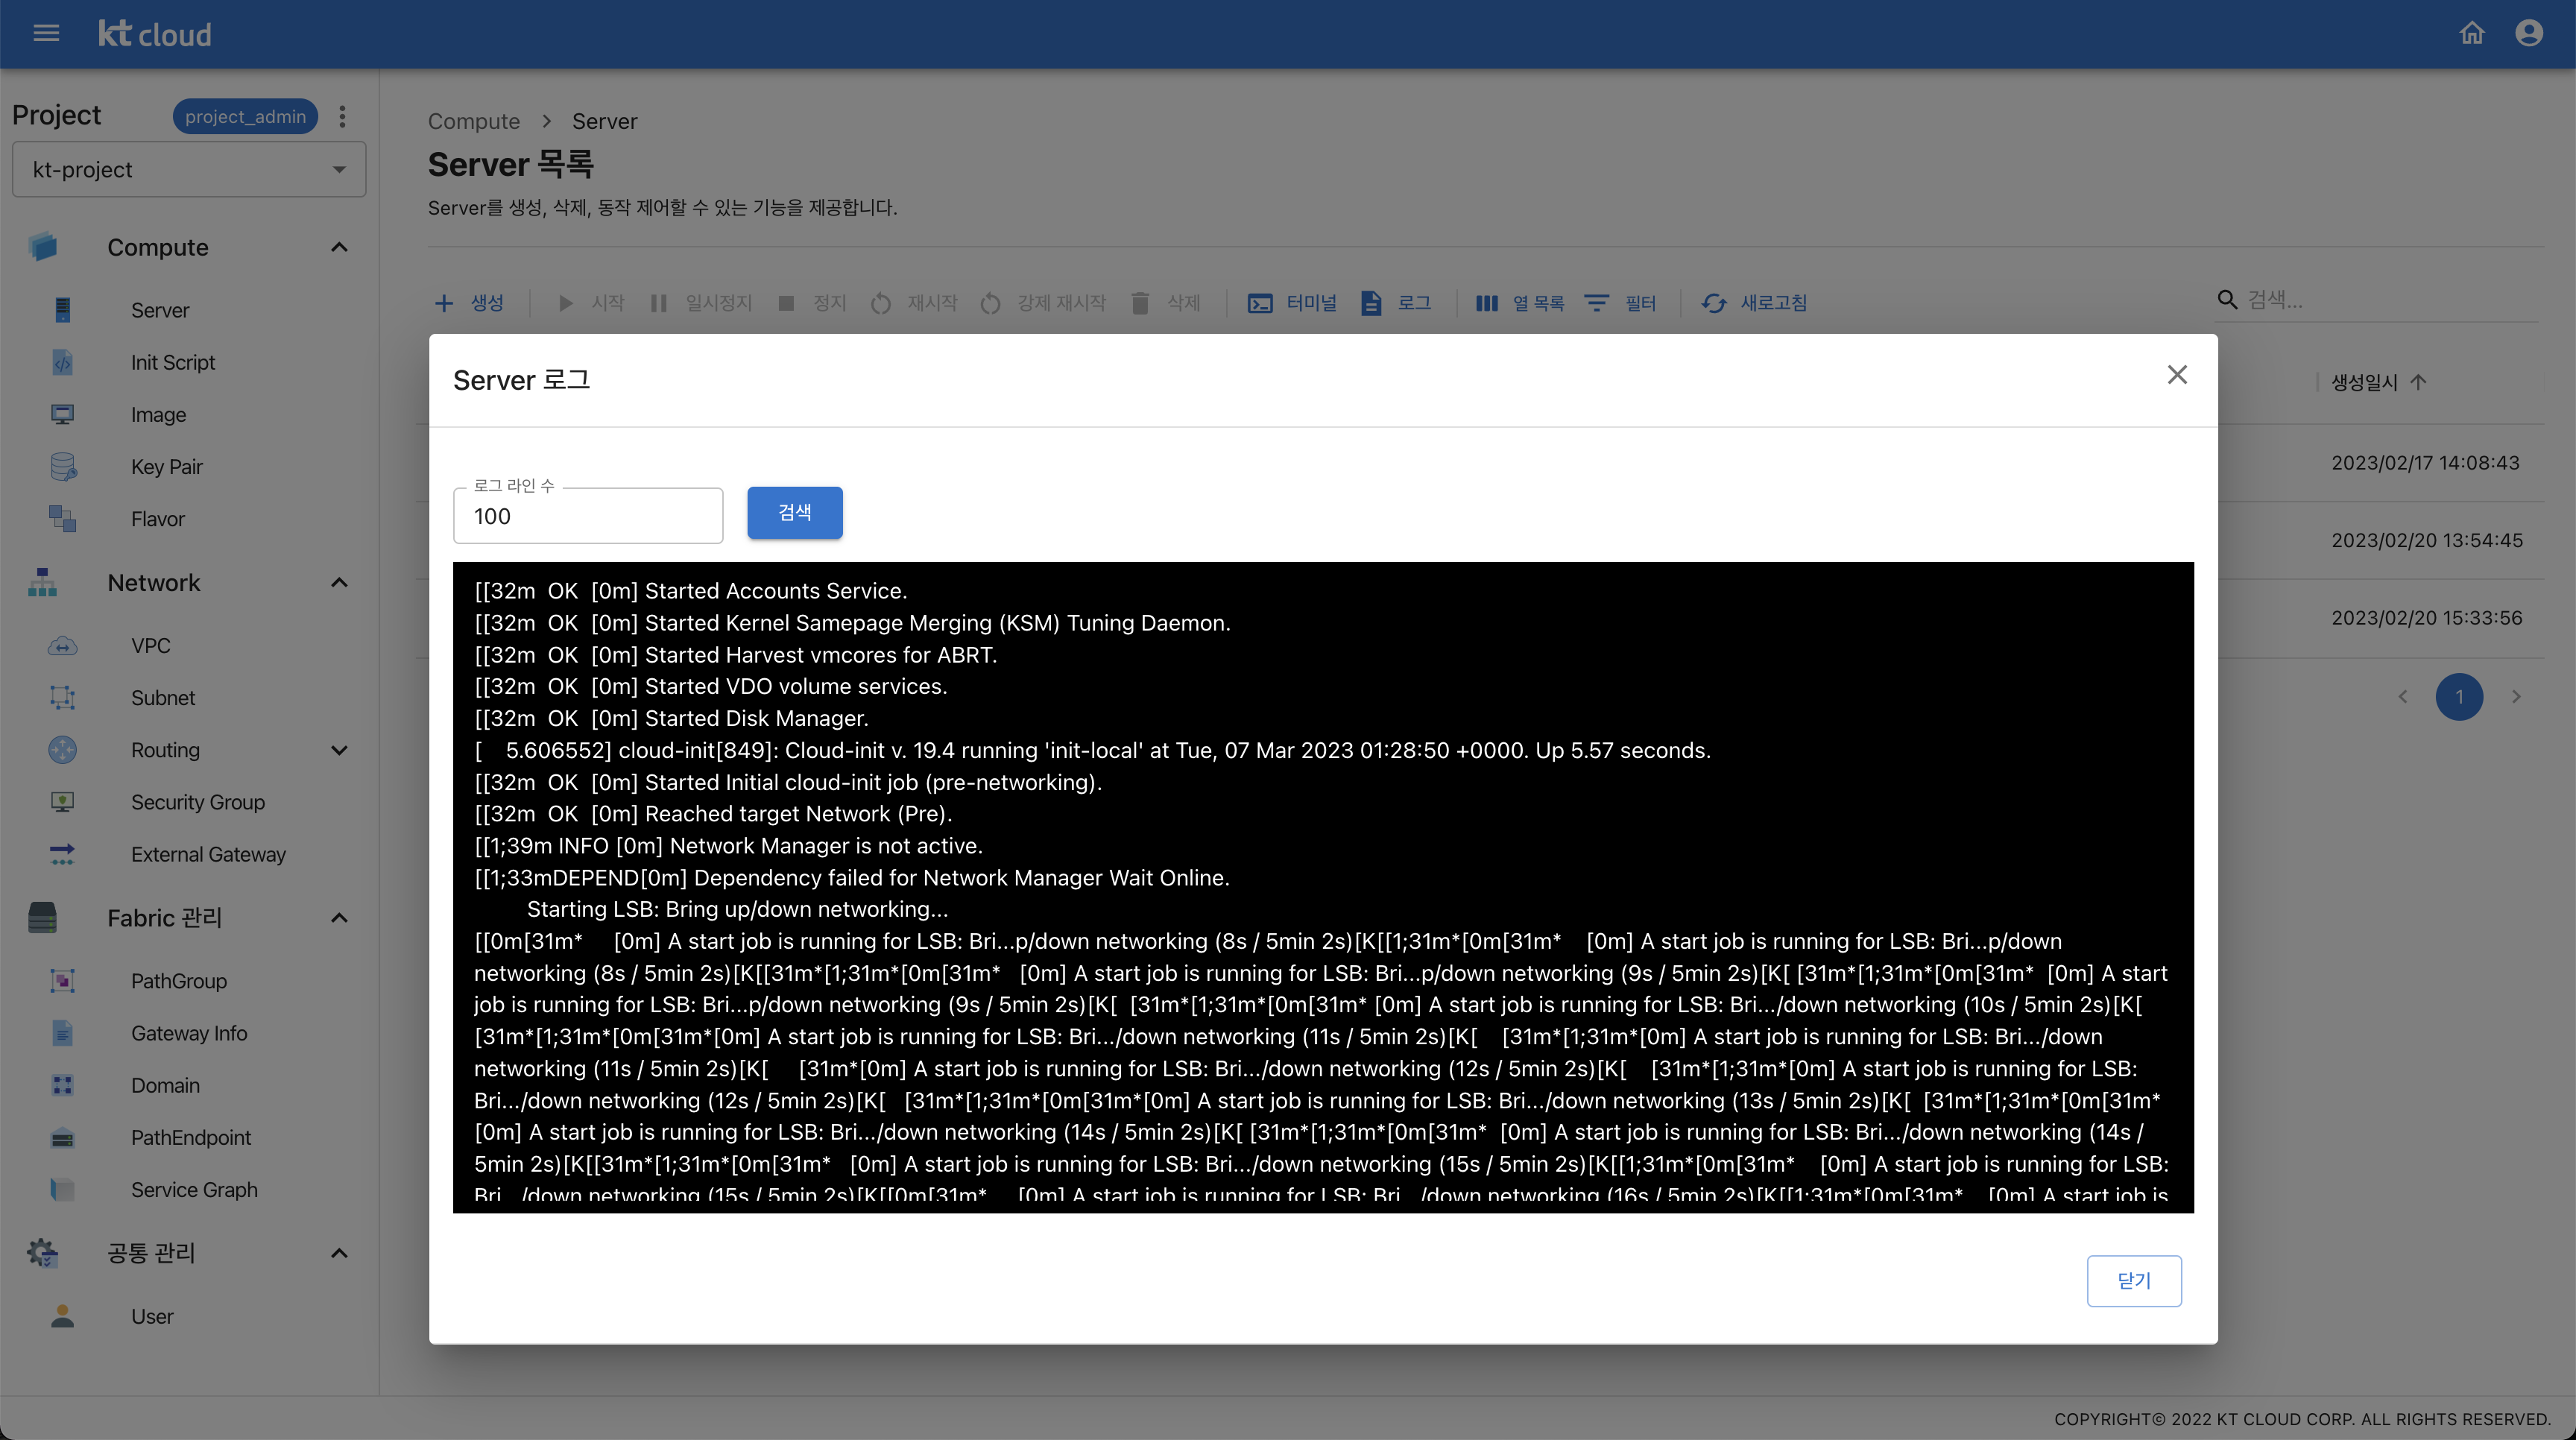 kt cloud
Project
project_admin
kt-project
Compute
Server
Init Script
Image
Key Pair
Flavor
Network
VPC
Subnet
Routing
Security Group
External Gateway
Fabric 관리
PathGroup
Gateway Info
Domain
PathEndpoint
Service Graph
공통 관리
User
Compute > Server
Server 목록
Server를 생성, 삭제, 동작 제어할 수 있는 기능을 제공합니다.
생성 시작 일시정지 정지 재시작 강제 재시작 삭제 터미널 로그 열 목록 필터 새로고침
검색...
생성일시
2023/02/17 14:08:43
2023/02/20 13:54:45
2023/02/20 15:33:56
1
Server 로그
로그 라인 수
100
검색
[[32m  OK  [0m] Started Accounts Service.
[[32m  OK  [0m] Started Kernel Samepage Merging (KSM) Tuning Daemon.
[[32m  OK  [0m] Started Harvest vmcores for ABRT.
[[32m  OK  [0m] Started VDO volume services.
[[32m  OK  [0m] Started Disk Manager.
[    5.606552] cloud-init[849]: Cloud-init v. 19.4 running 'init-local' at Tue, 07 Mar 2023 01:28:50 +0000. Up 5.57 seconds.
[[32m  OK  [0m] Started Initial cloud-init job (pre-networking).
[[32m  OK  [0m] Reached target Network (Pre).
[[1;39m INFO [0m] Network Manager is not active.
[[1;33mDEPEND[0m] Dependency failed for Network Manager Wait Online.
Starting LSB: Bring up/down networking...
[[0m[31m*     [0m] A start job is running for LSB: Bri...p/down networking (8s / 5min 2s)[K[[1;31m*[0m[31m*    [0m] A start job is running for LSB: Bri...p/down
networking (8s / 5min 2s)[K[[31m*[1;31m*[0m[31m*   [0m] A start job is running for LSB: Bri...p/down networking (9s / 5min 2s)[K[ [31m*[1;31m*[0m[31m*  [0m] A start
job is running for LSB: Bri...p/down networking (9s / 5min 2s)[K[  [31m*[1;31m*[0m[31m* [0m] A start job is running for LSB: Bri.../down networking (10s / 5min 2s)[K[
[31m*[1;31m*[0m[31m*[0m] A start job is running for LSB: Bri.../down networking (11s / 5min 2s)[K[    [31m*[1;31m*[0m] A start job is running for LSB: Bri.../down
networking (11s / 5min 2s)[K[     [31m*[0m] A start job is running for LSB: Bri.../down networking (12s / 5min 2s)[K[    [31m*[1;31m*[0m] A start job is running for LSB:
Bri.../down networking (12s / 5min 2s)[K[   [31m*[1;31m*[0m[31m*[0m] A start job is running for LSB: Bri.../down networking (13s / 5min 2s)[K[  [31m*[1;31m*[0m[31m*
[0m] A start job is running for LSB: Bri.../down networking (14s / 5min 2s)[K[ [31m*[1;31m*[0m[31m*  [0m] A start job is running for LSB: Bri.../down networking (14s /
5min 2s)[K[[31m*[1;31m*[0m[31m*   [0m] A start job is running for LSB: Bri.../down networking (15s / 5min 2s)[K[[1;31m*[0m[31m*    [0m] A start job is running for LSB:
Bri.../down networking (15s / 5min 2s)[K[[0m[31m*     [0m] A start job is running for LSB: Bri.../down networking (16s / 5min 2s)[K[[1;31m*[0m[31m*    [0m] A start job is
닫기
COPYRIGHT© 2022 KT CLOUD CORP. ALL RIGHTS RESERVED.